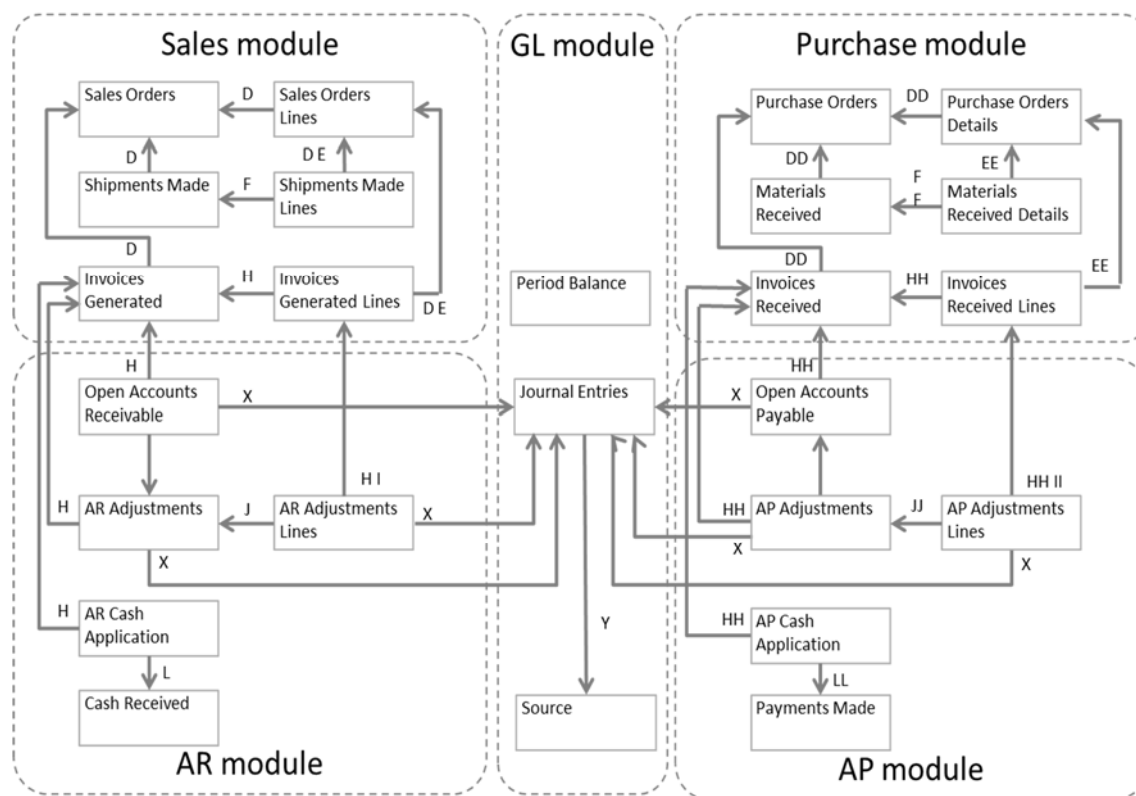 Sales module
GL module
Purchase module
Sales Orders
D
Sales Orders
Lines
Purchase Orders
DD
Purchase Orders
Details
D
D E
DD
EE
Shipments Made
F
Shipments Made
Lines
Materials
Received
F
F
Materials
Received Details
D
DD
EE
Invoices
Generated
H
Invoices
Generated Lines
D E
Period Balance
Invoices
Received
HH
Invoices
Received Lines
H
HH
Open Accounts
Receivable
X
Journal Entries
X
Open Accounts
Payable
H I
HH II
H
AR Adjustments
J
AR Adjustments
Lines
X
HH
AP Adjustments
JJ
AP Adjustments
Lines
X
X
X
H
AR Cash
Application
Y
HH
AP Cash
Application
L
LL
Cash Received
Source
Payments Made
AR module
AP module